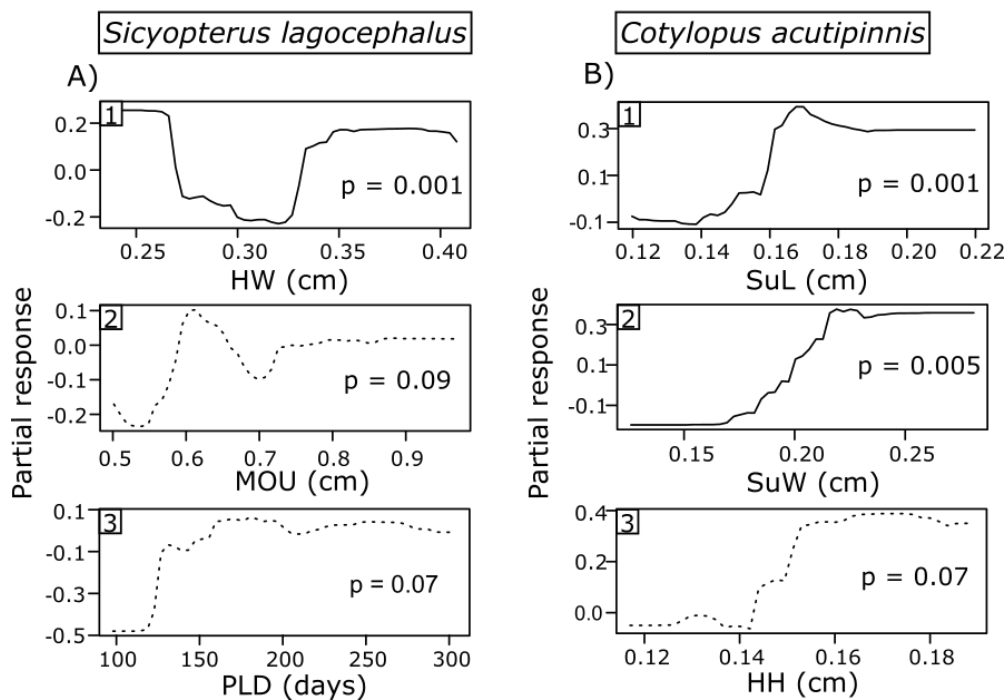 Sicyopterus lagocephalus
Cotylopus acutipinnis
A)
1
0.2
0.0
-0.2
p = 0.001
0.25 0.30 0.35 0.40
HW (cm)
2
0.1
0.0
-0.1
-0.2
p = 0.09
0.5 0.6 0.7 0.8 0.9
MOU (cm)
3
0.1
-0.1
-0.3
-0.5
p = 0.07
100 150 200 250 300
PLD (days)
Partial response
B)
1
0.3
0.1
-0.1
p = 0.001
0.12 0.14 0.16 0.18 0.20 0.22
SuL (cm)
2
0.3
0.1
-0.1
p = 0.005
0.15 0.20 0.25
SuW (cm)
3
0.4
0.2
0.0
p = 0.07
0.12 0.14 0.16 0.18
HH (cm)
Partial response